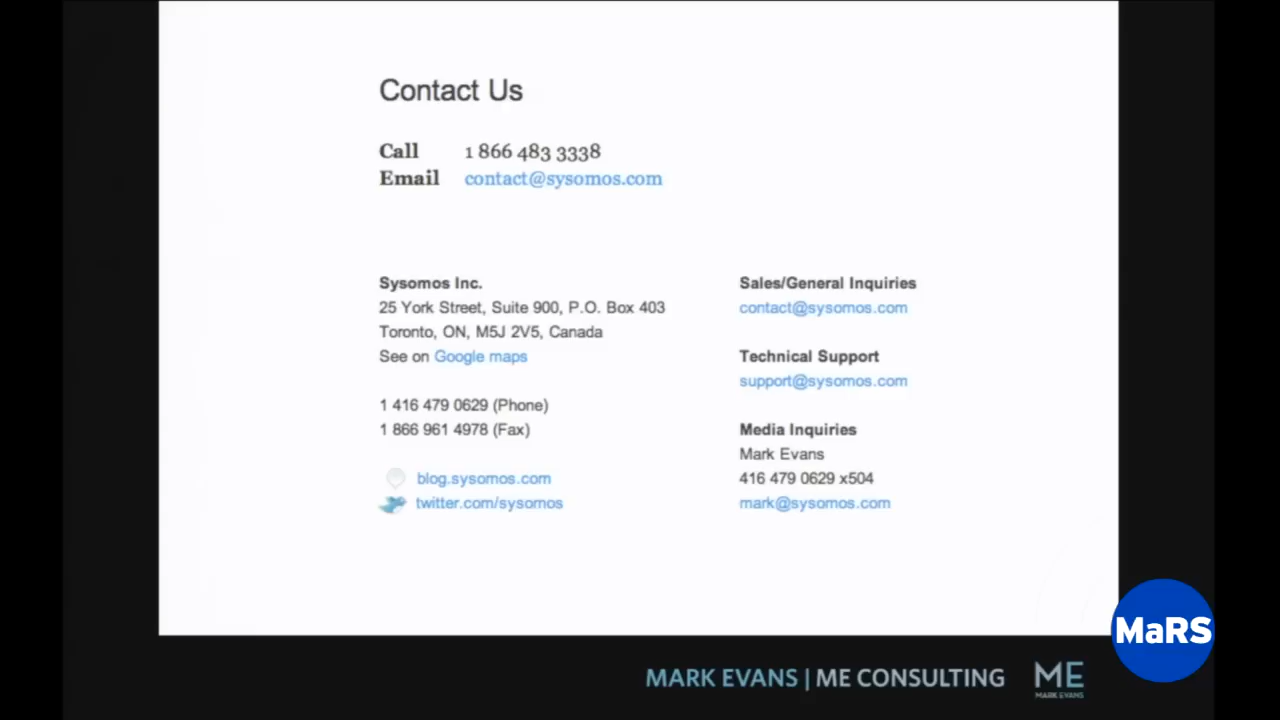 Contact Us
Call 1 866 483 3338
Email contact@sysomos.com
Sysomos Inc.
25 York Street, Suite 900, P.O. Box 403
Toronto, ON, M5J 2V5, Canada
See on Google maps
1 416 479 0629 (Phone)
1 866 961 4978 (Fax)
blog.sysomos.com
twitter.com/sysomos
Sales/General Inquiries
contact@sysomos.com
Technical Support
support@sysomos.com
Media Inquiries
Mark Evans
416 479 0629 x504
mark@sysomos.com
MaRS
MARK EVANS | ME CONSULTING
ME
MARK EVANS